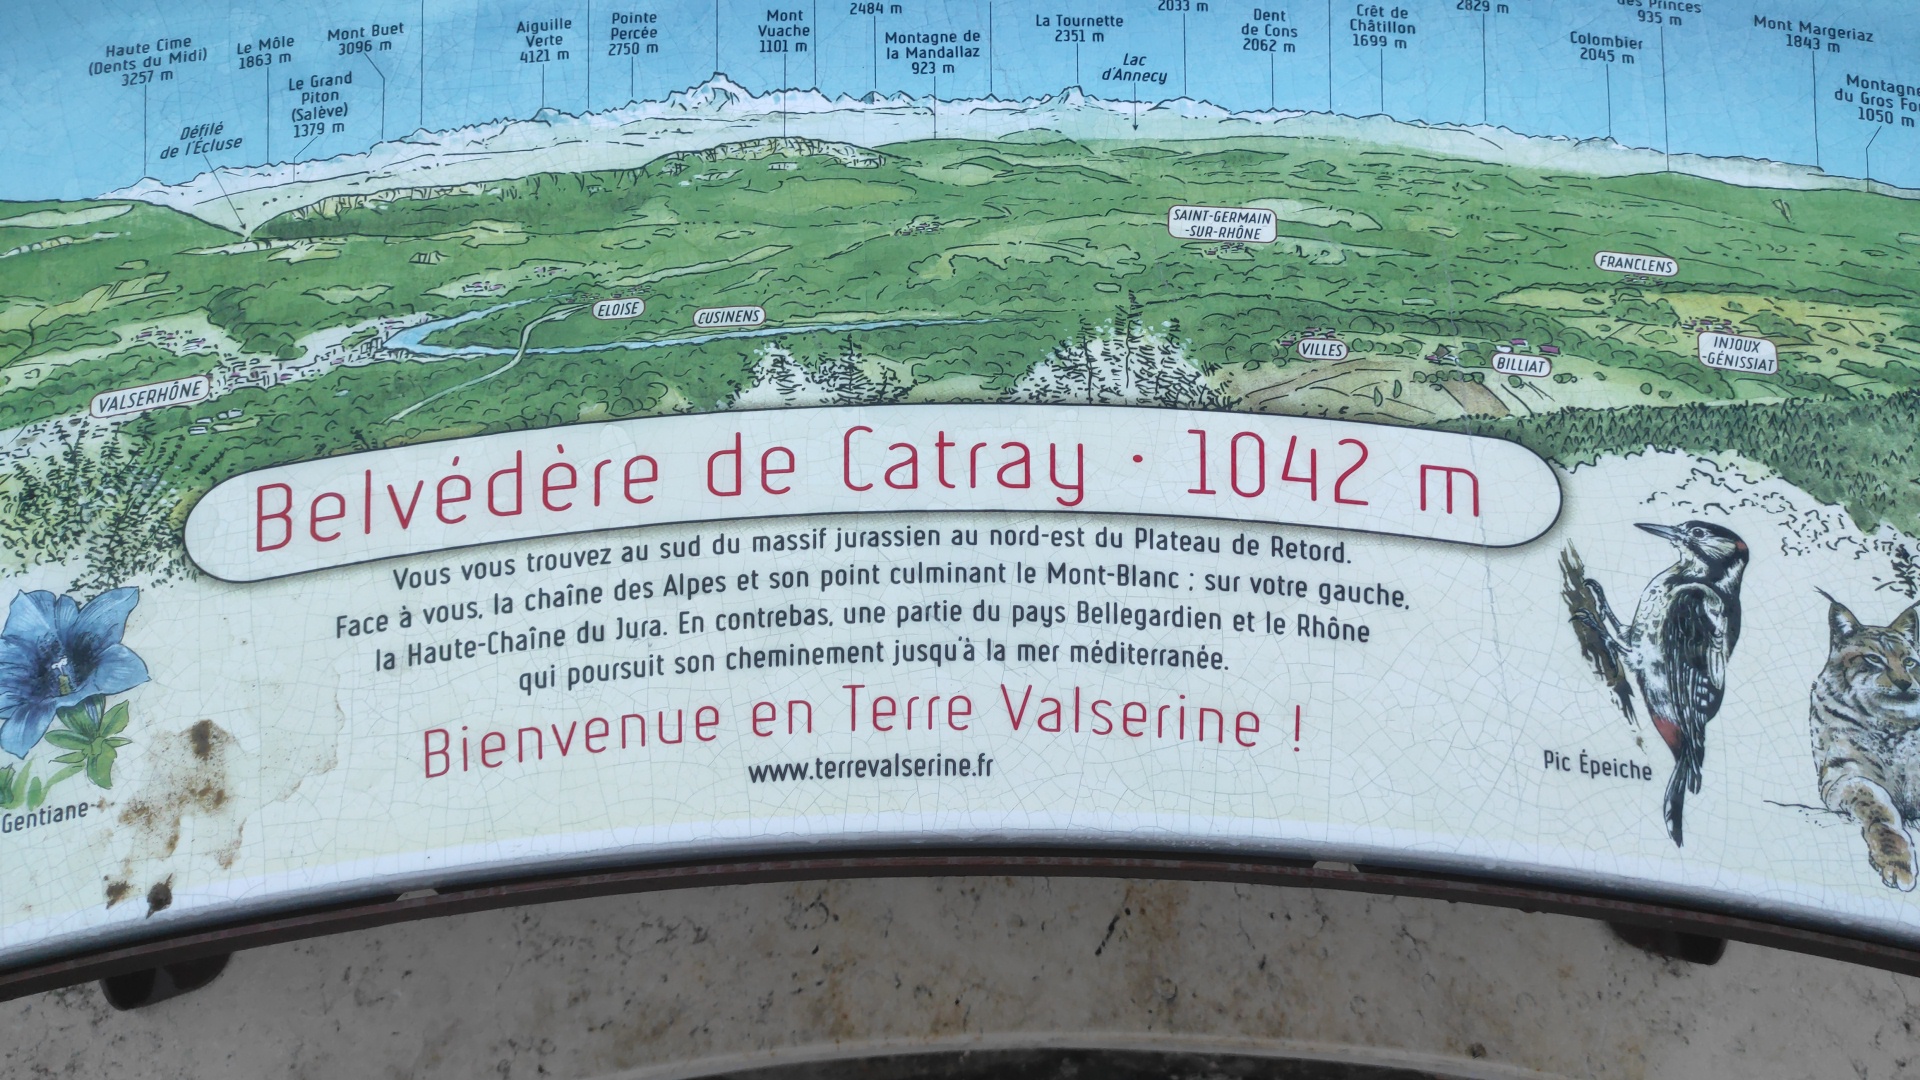 Haute Cime
(Dents du Midi)
3257 m
Le Môle
1863 m
Mont Buet
3096 m
Le Grand
Piton
(Salève)
1379 m
Défilé
de l'Écluse
Aiguille
Verte
4121 m
Pointe
Percée
2750 m
Mont
Vuache
1101 m
2484 m
Montagne de
la Mandallaz
923 m
La Tournette
2351 m
Lac
d'Annecy
2033 m
Dent
de Cons
2062 m
Crêt de
Châtillon
1699 m
2829 m
des Princes
935 m
Colombier
2045 m
Mont Margeriaz
1843 m
Montagne
du Gros
1050 m
SAINT-GERMAIN
-SUR-RHÔNE
FRANCLENS
ELOISE
CUSINENS
VILLES
BILLIAT
INJOUX
-GÉNISSIAT
VALSERHÔNE
Belvédère de Catray · 1042 m
Vous vous trouvez au sud du massif jurassien au nord-est du Plateau de Retord.
Face à vous, la chaîne des Alpes et son point culminant le Mont-Blanc ; sur votre gauche,
la Haute-Chaîne du Jura. En contrebas, une partie du pays Bellegardien et le Rhône
qui poursuit son cheminement jusqu'à la mer méditerranée.
Bienvenue en Terre Valserine !
www.terrevalserine.fr
Gentiane
Pic Épeiche